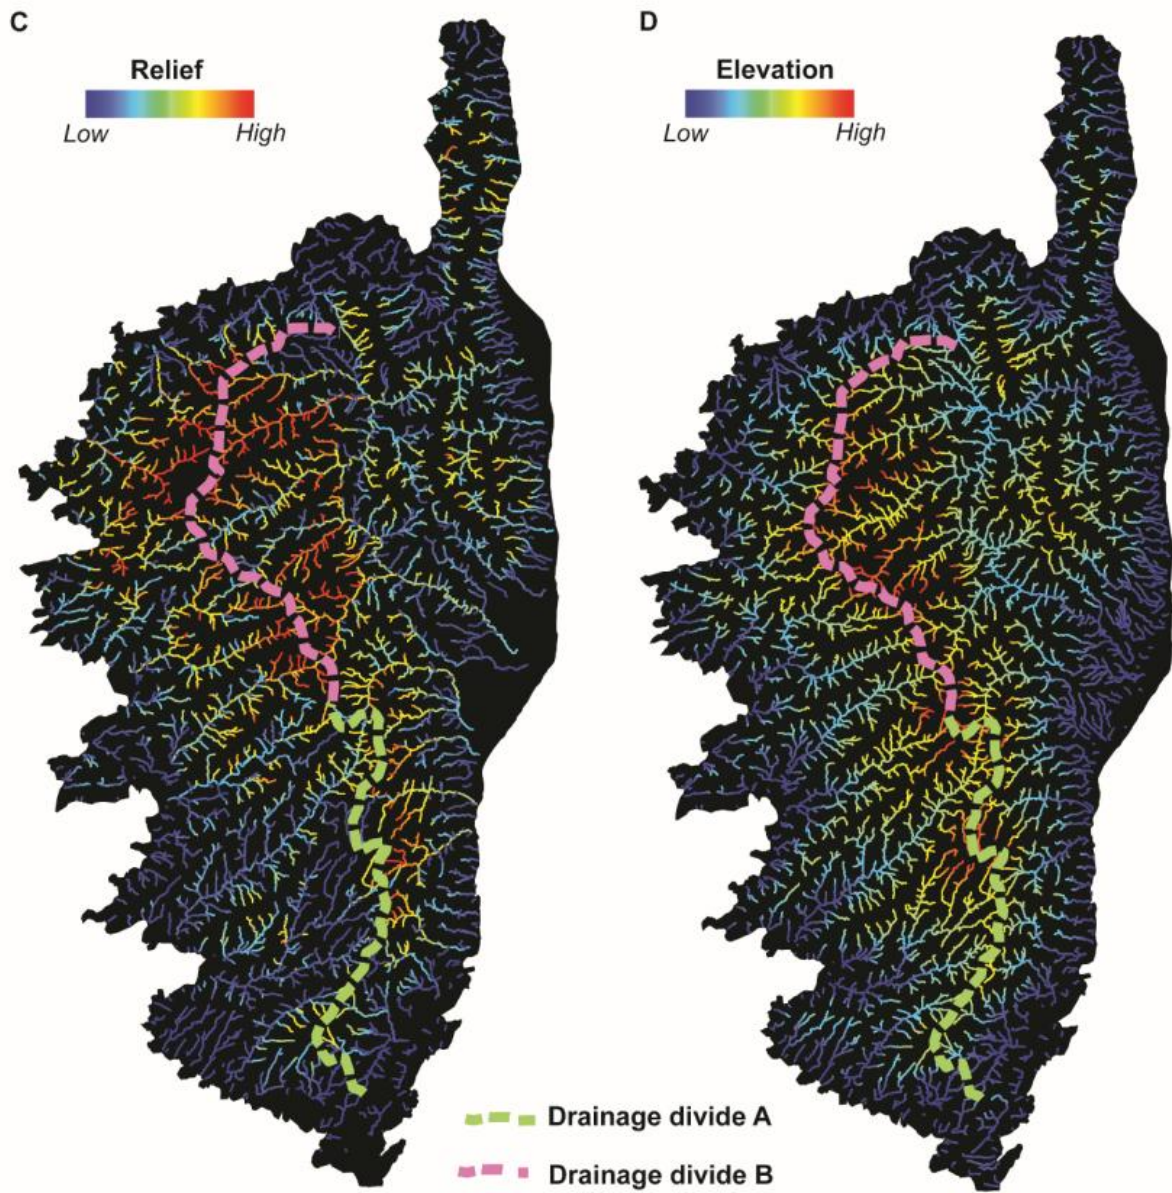 C
Relief
Low High
D
Elevation
Low High
Drainage divide A
Drainage divide B